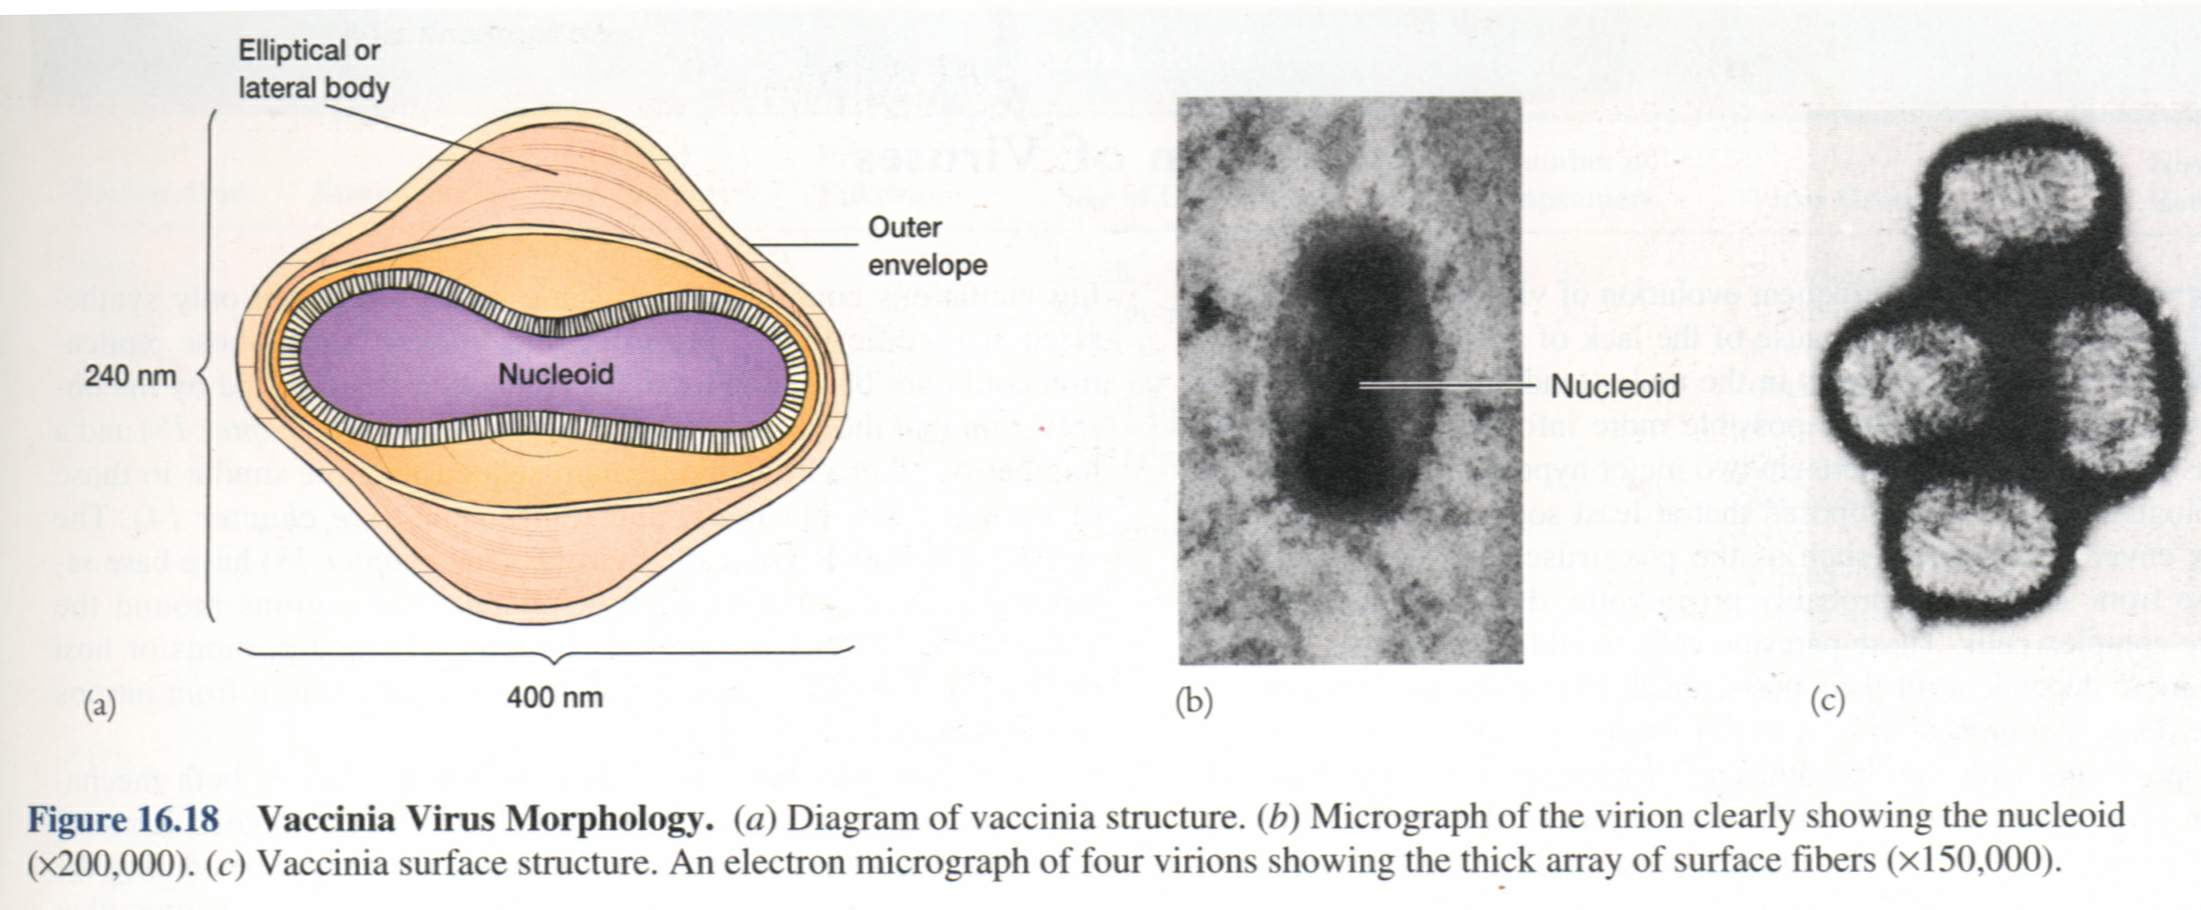 Elliptical or
lateral body
Outer
envelope
Nucleoid
240 nm
400 nm
(a)
Nucleoid
(b)
(c)
Figure 16.18 Vaccinia Virus Morphology. (a) Diagram of vaccinia structure. (b) Micrograph of the virion clearly showing the nucleoid
(×200,000). (c) Vaccinia surface structure. An electron micrograph of four virions showing the thick array of surface fibers (×150,000).